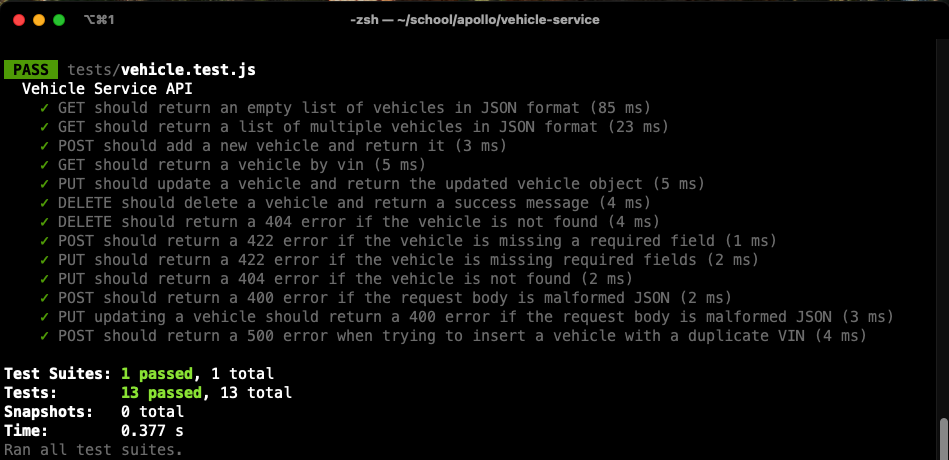 ⌥⌘1
-zsh — ~/school/apollo/vehicle-service
PASS tests/vehicle.test.js
Vehicle Service API
✓ GET should return an empty list of vehicles in JSON format (85 ms)
✓ GET should return a list of multiple vehicles in JSON format (23 ms)
✓ POST should add a new vehicle and return it (3 ms)
✓ GET should return a vehicle by vin (5 ms)
✓ PUT should update a vehicle and return the updated vehicle object (5 ms)
✓ DELETE should delete a vehicle and return a success message (4 ms)
✓ DELETE should return a 404 error if the vehicle is not found (4 ms)
✓ POST should return a 422 error if the vehicle is missing a required field (1 ms)
✓ PUT should return a 422 error if the vehicle is missing required fields (2 ms)
✓ PUT should return a 404 error if the vehicle is not found (2 ms)
✓ POST should return a 400 error if the request body is malformed JSON (2 ms)
✓ PUT updating a vehicle should return a 400 error if the request body is malformed JSON (3 ms)
✓ POST should return a 500 error when trying to insert a vehicle with a duplicate VIN (4 ms)
Test Suites: 1 passed, 1 total
Tests: 13 passed, 13 total
Snapshots: 0 total
Time: 0.377 s
Ran all test suites.